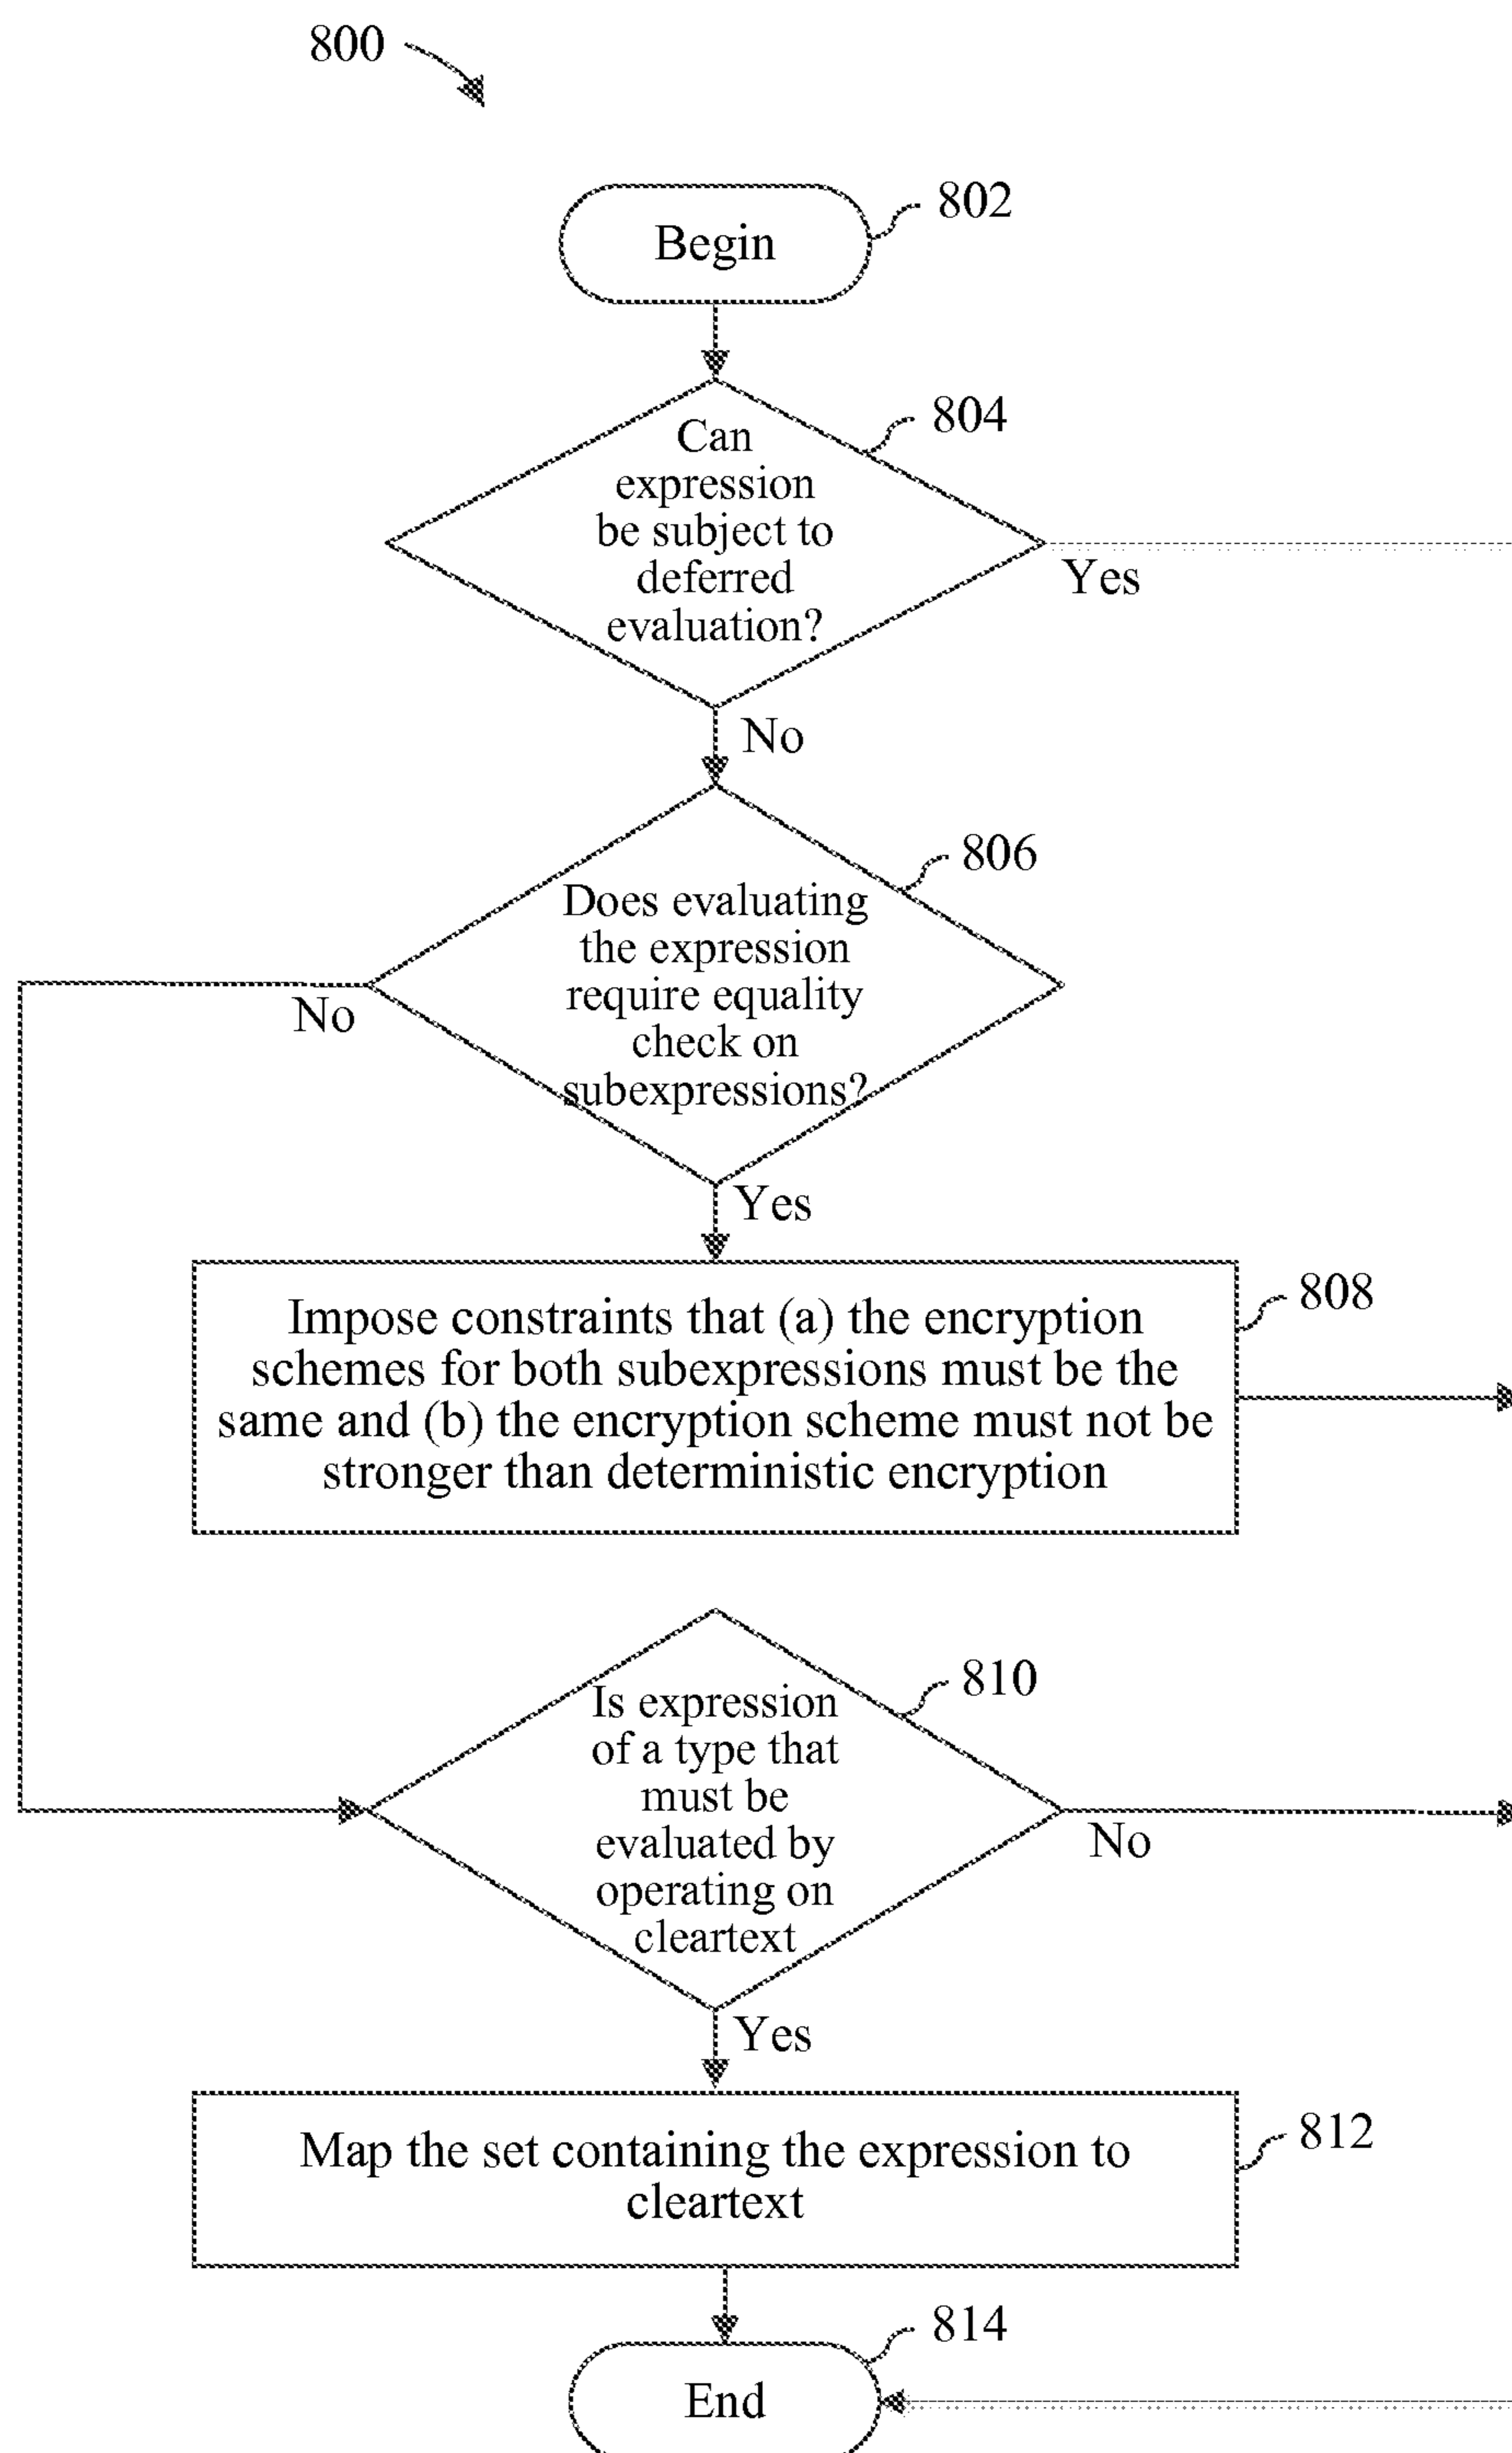 800
802
Begin
804
Can
expression
be subject to
deferred
evaluation?
Yes
No
806
Does evaluating
the expression
require equality
check on
subexpressions?
No
Yes
808
Impose constraints that (a) the encryption
schemes for both subexpressions must be the
same and (b) the encryption scheme must not be
stronger than deterministic encryption
810
Is expression
of a type that
must be
evaluated by
operating on
cleartext
No
Yes
812
Map the set containing the expression to
cleartext
814
End